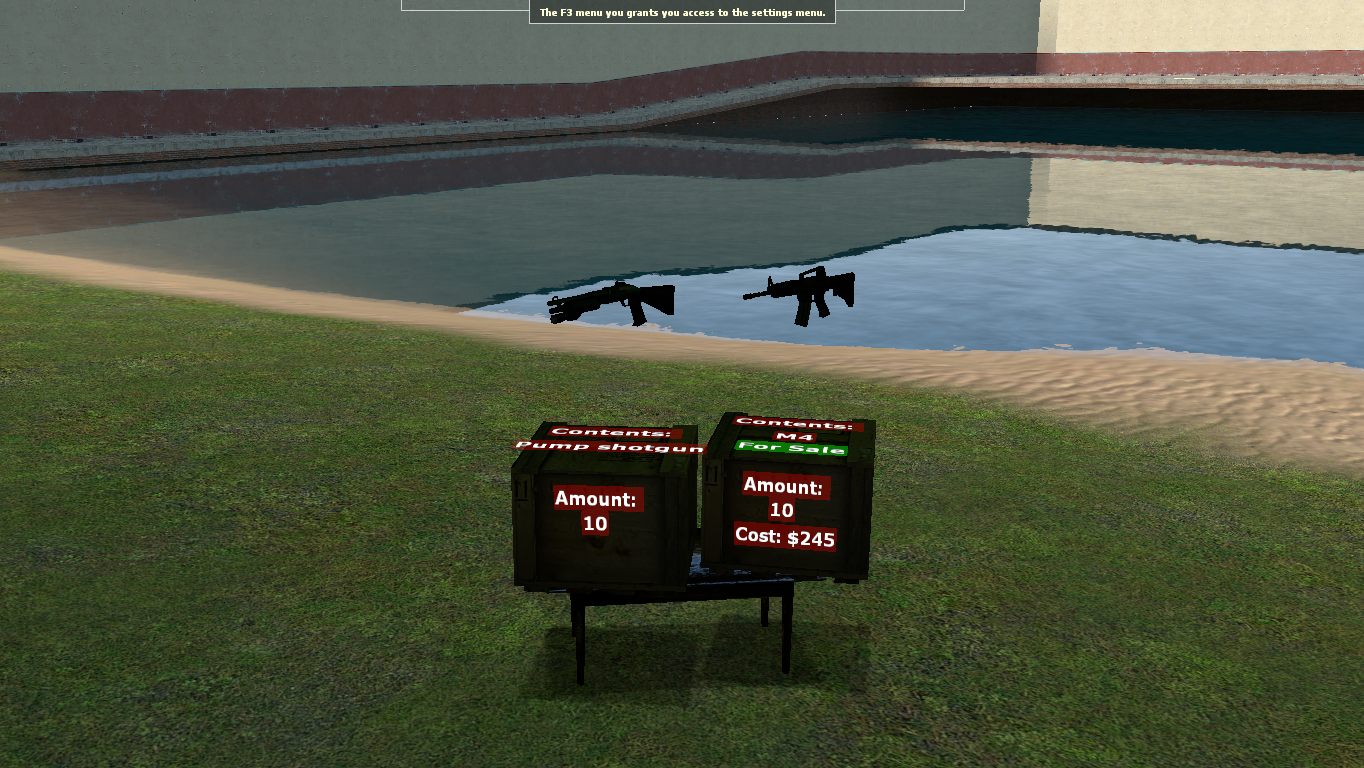 The F3 menu you grants you access to the settings menu.
Contents:
Pump shotgun
Amount:
10
Contents:
M4
For Sale
Amount:
10
Cost: $245